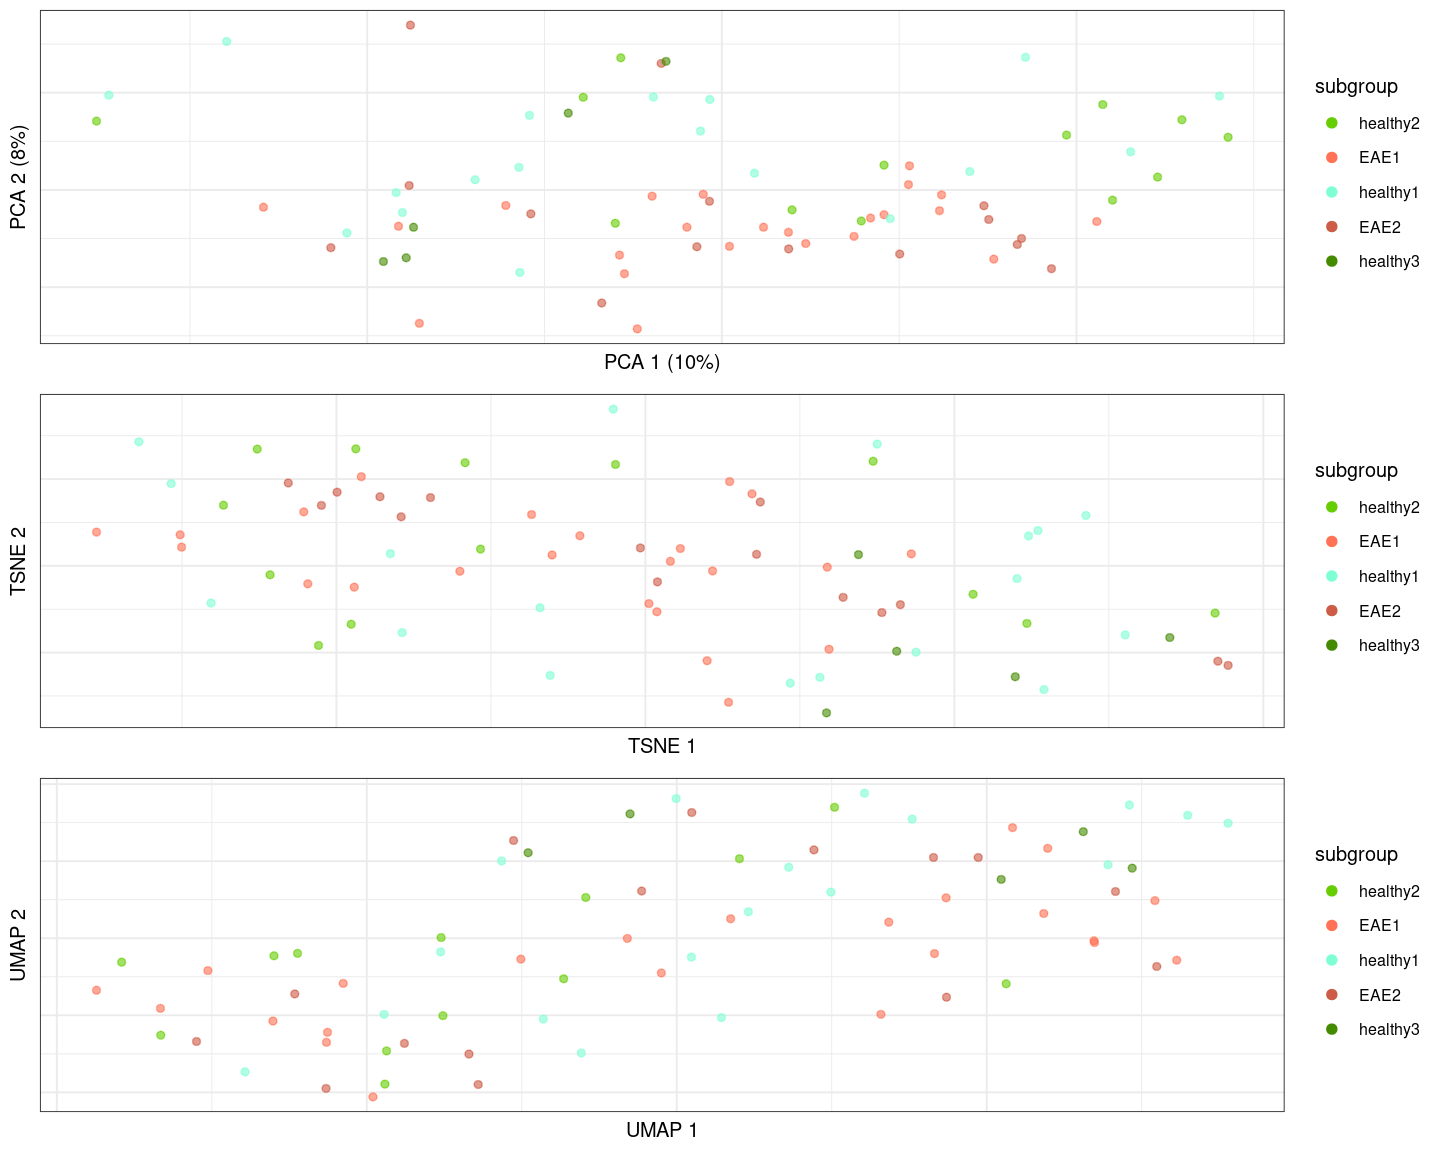 PCA 2 (8%)
PCA 1 (10%)
subgroup
healthy2
EAE1
healthy1
EAE2
healthy3
TSNE 2
TSNE 1
subgroup
healthy2
EAE1
healthy1
EAE2
healthy3
UMAP 2
UMAP 1
subgroup
healthy2
EAE1
healthy1
EAE2
healthy3